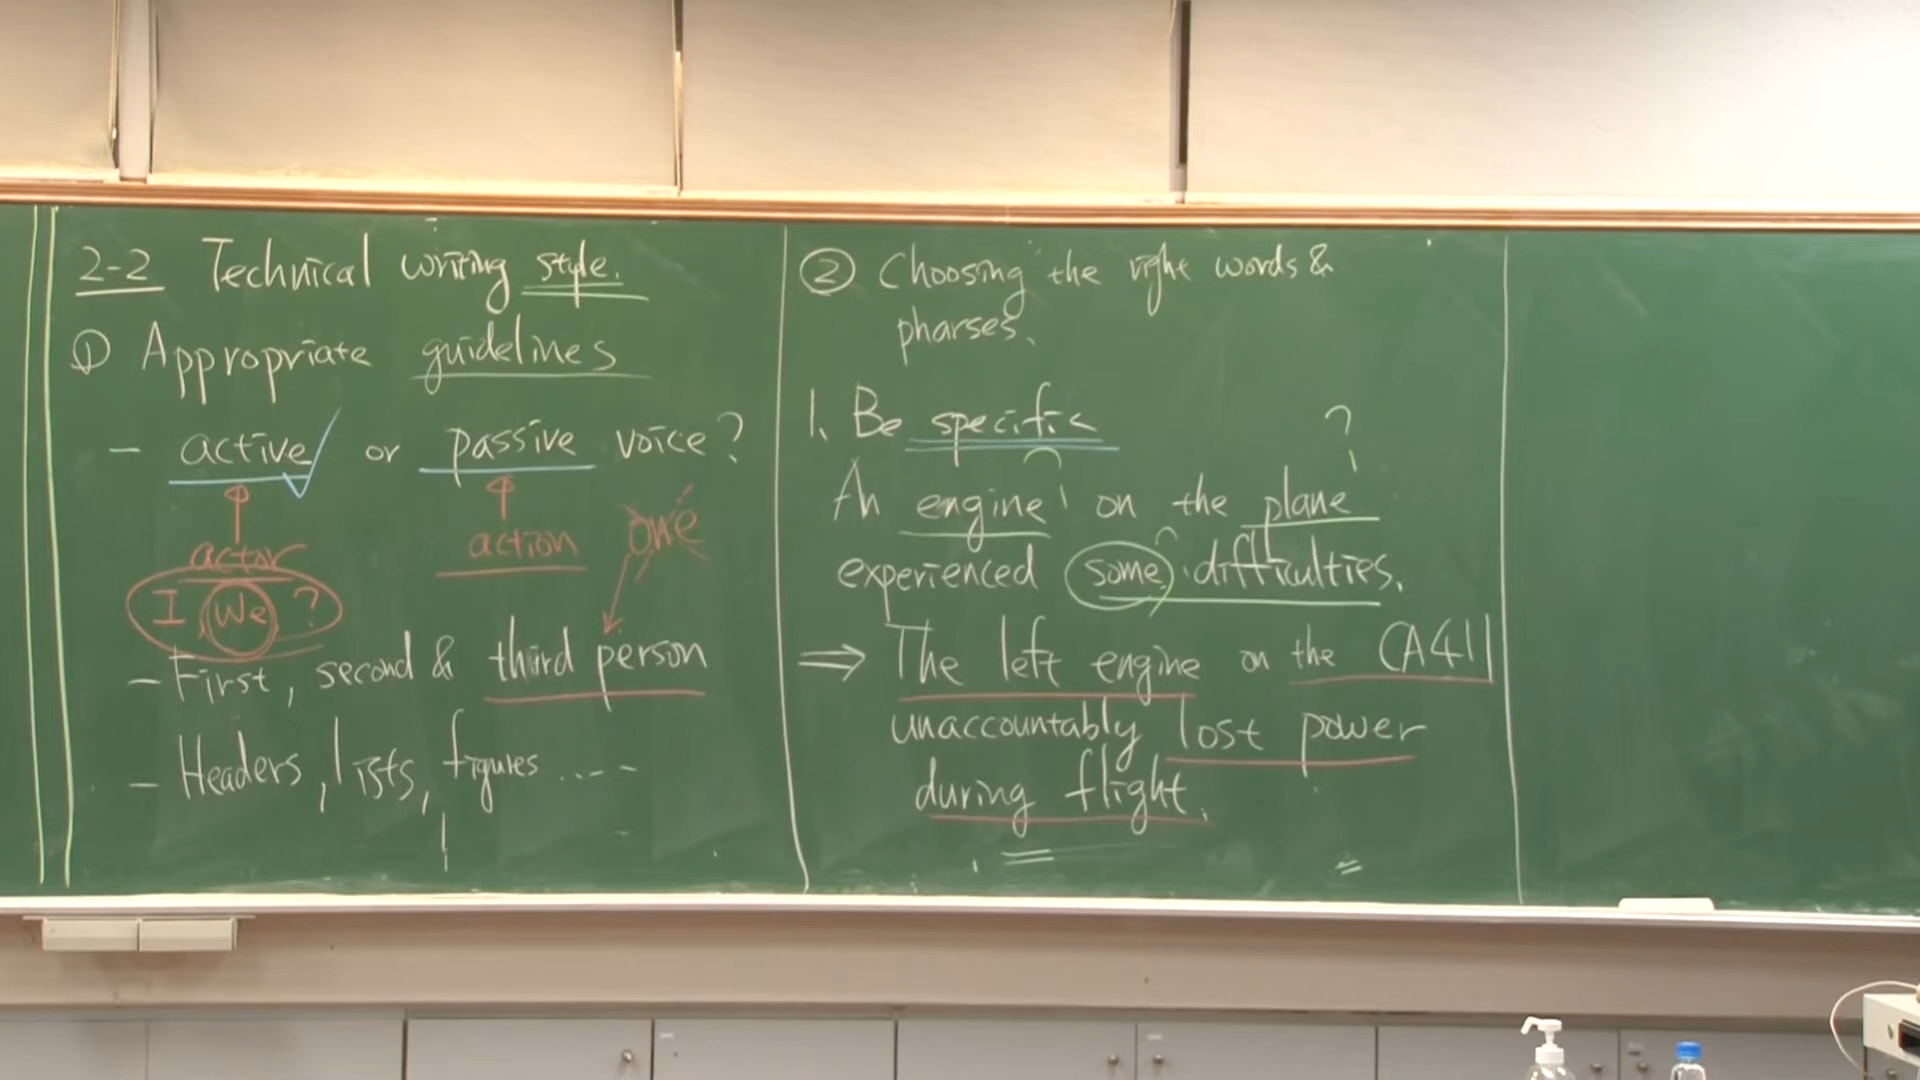 2-2 Technical writing style.
① Appropriate guidelines
- active or passive voice?
actor action one
I, We ?
- First, second & third person
- Headers, lists, figures ....
② Choosing the right words &
pharses.
1. Be specific
?
An engine on the plane
experienced some difficulties.
⇒ The left engine on the CA411
unaccountably lost power
during flight.